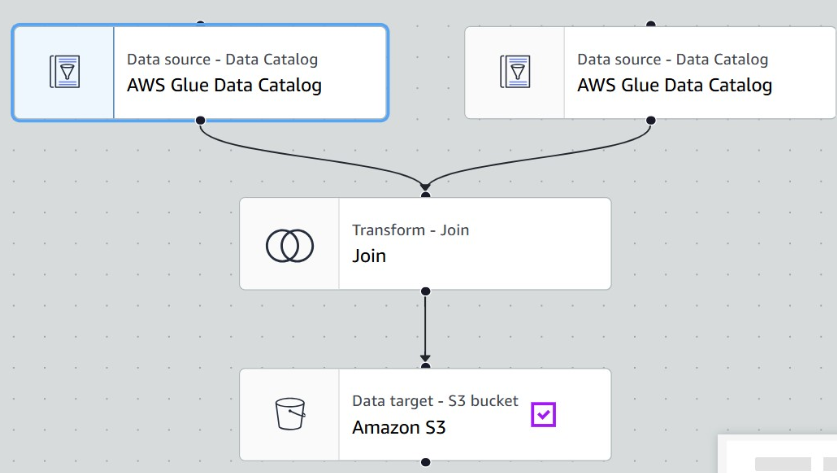 Data source - Data Catalog
AWS Glue Data Catalog
Data source - Data Catalog
AWS Glue Data Catalog
Transform - Join
Join
Data target - S3 bucket
Amazon S3